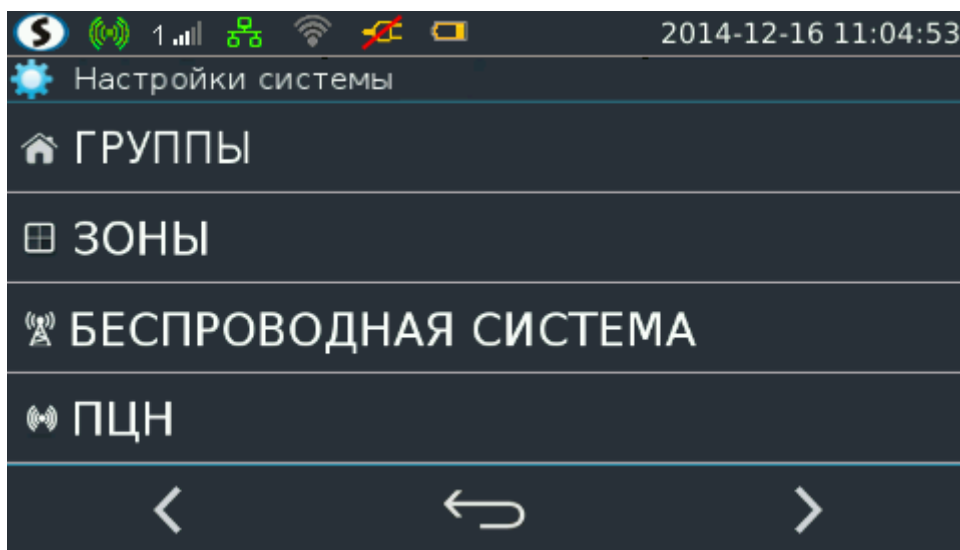 S 1 2014-12-16 11:04:53
Настройки системы
ГРУППЫ
ЗОНЫ
БЕСПРОВОДНАЯ СИСТЕМА
ПЦН